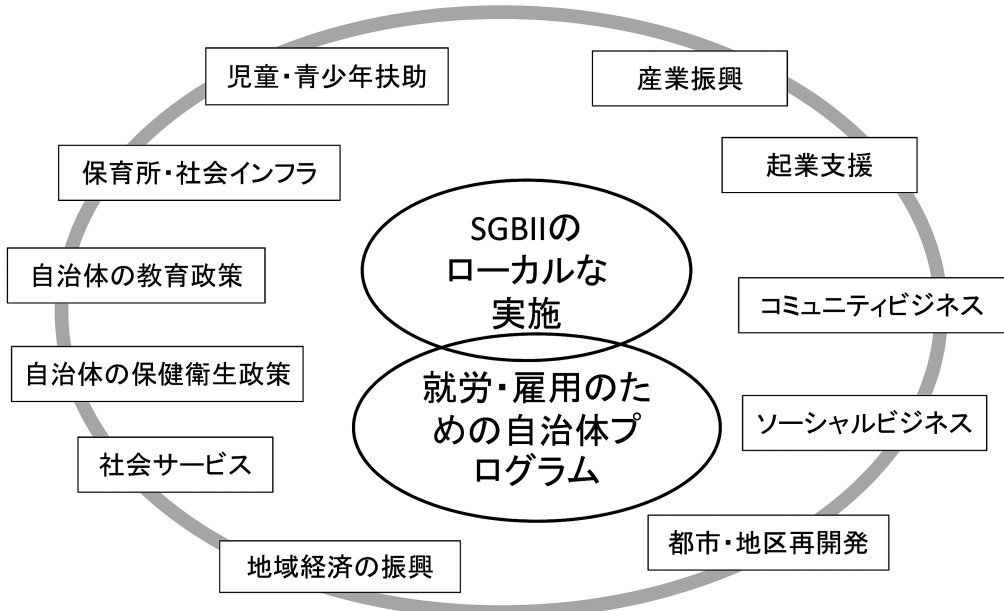 児童・青少年扶助
産業振興
保育所・社会インフラ
起業支援
SGBIIの
ローカルな
実施
自治体の教育政策
コミュニティビジネス
自治体の保健衛生政策
就労・雇用のた
めの自治体プ
ログラム
ソーシャルビジネス
社会サービス
都市・地区再開発
地域経済の振興